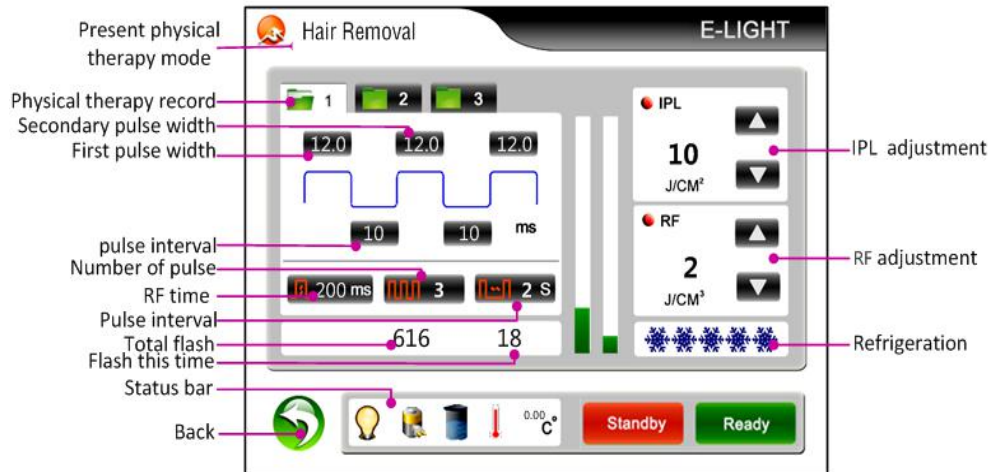 Present physical
therapy mode
Hair Removal
E-LIGHT
Physical therapy record
Secondary pulse width
First pulse width
1
2
3
12.0
12.0
12.0
10
10
ms
pulse interval
Number of pulse
RF time
Pulse interval
200 ms
3
2 S
Total flash
Flash this time
616
18
IPL
10
J/CM²
IPL adjustment
RF
2
J/CM³
RF adjustment
Refrigeration
Status bar
Back
0.00 C°
Standby
Ready